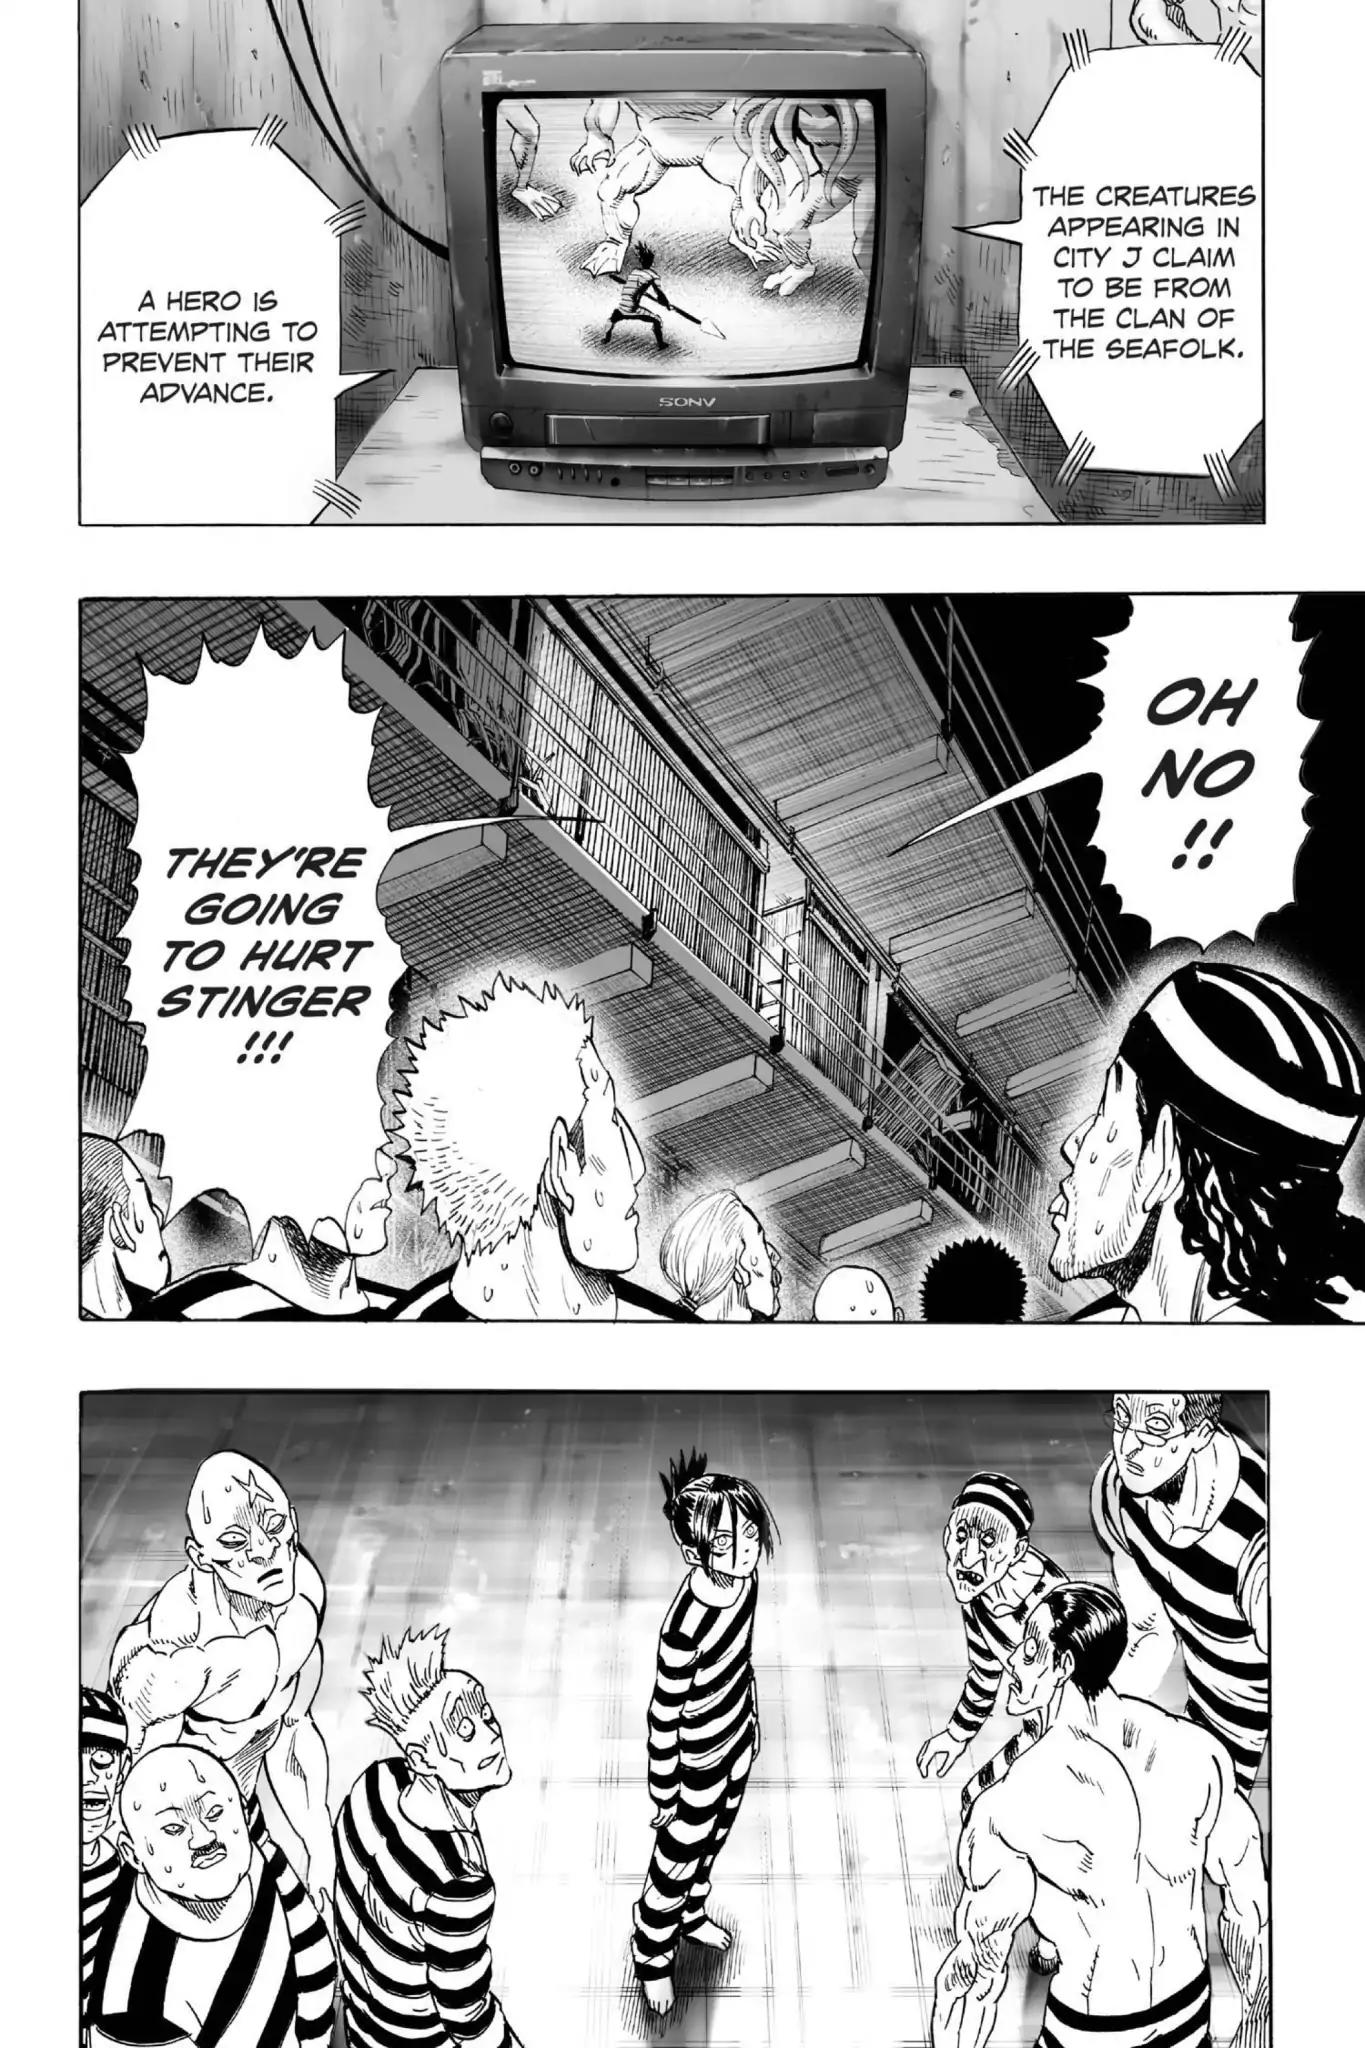 THE CREATURES
APPEARING IN
CITY J CLAIM
TO BE FROM
THE CLAN OF
THE SEAFOLK.
A HERO IS
ATTEMPTING TO
PREVENT THEIR
ADVANCE.
SONV
OH
NO
!!
THEY'RE
GOING
TO HURT
STINGER
!!!